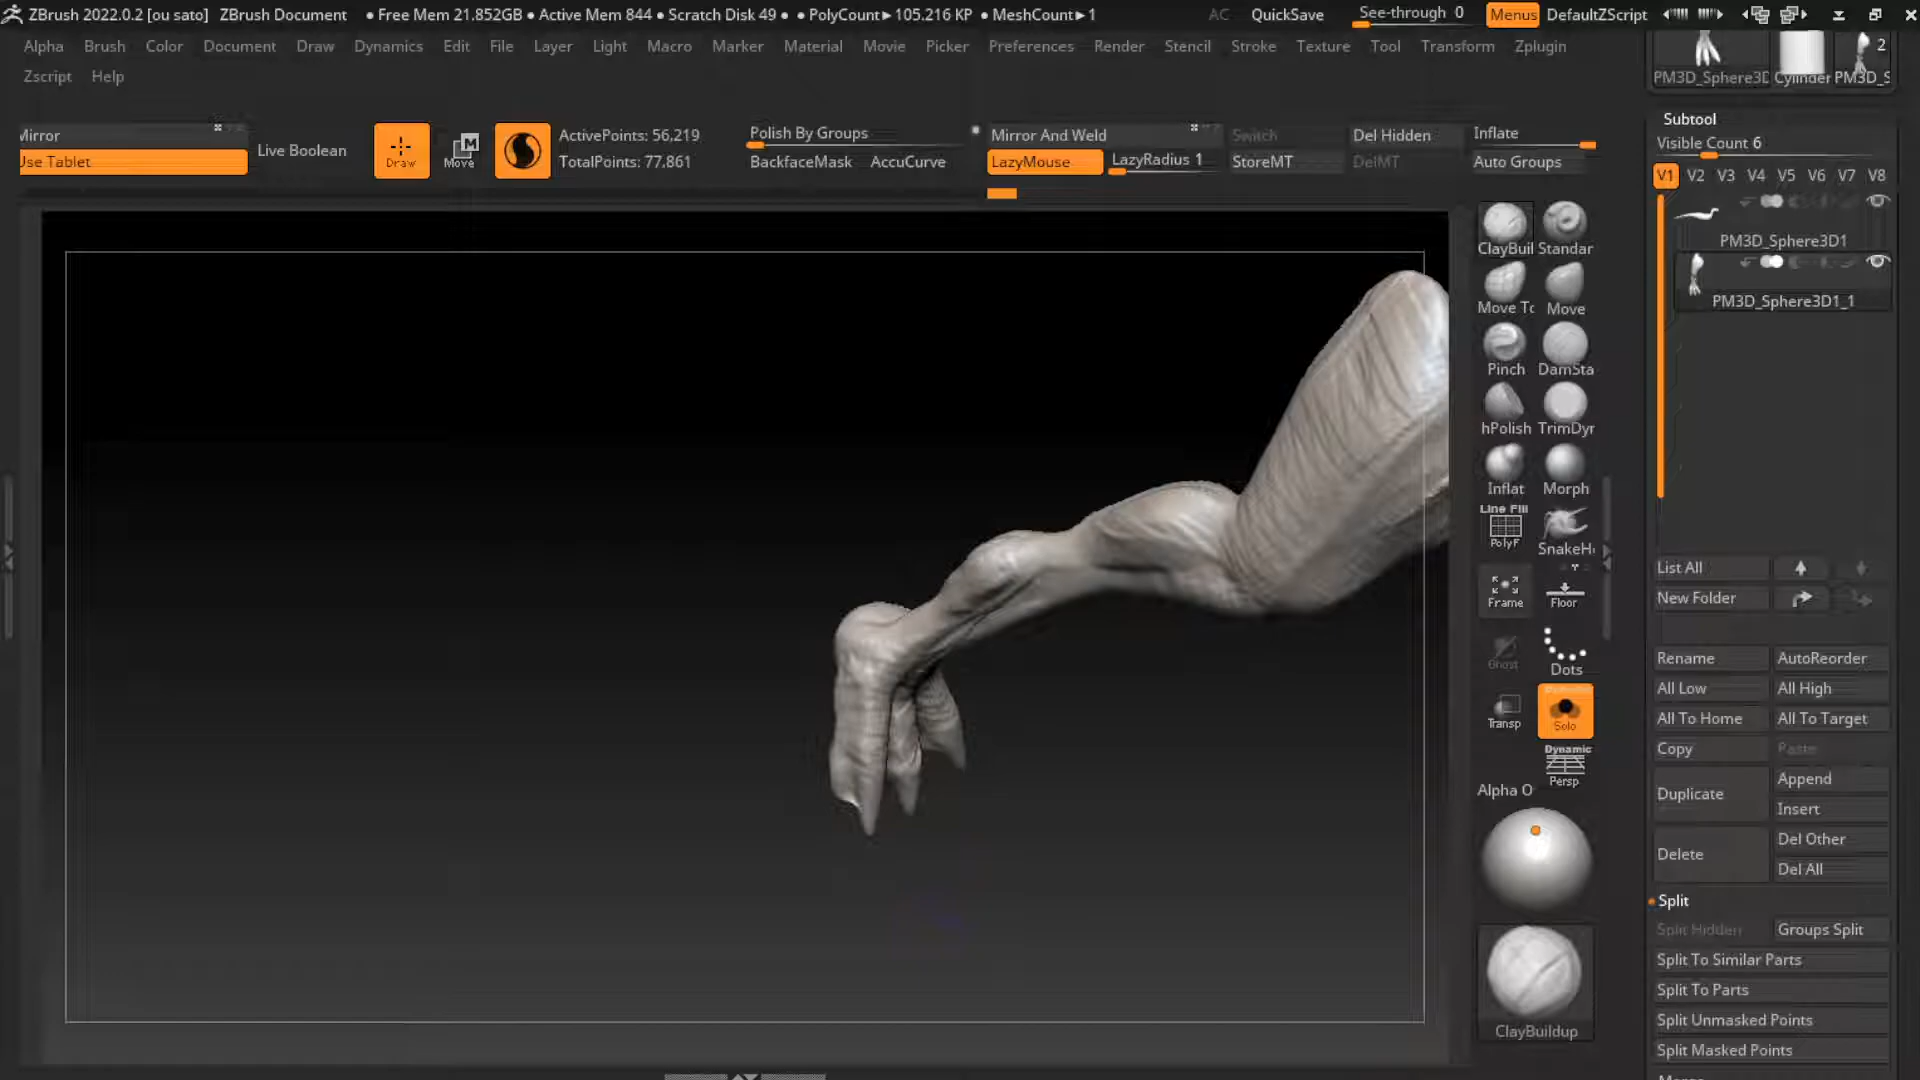 ZBrush 2022.0.2 [ou sato] ZBrush Document • Free Mem 21.852GB • Active Mem 844 • Scratch Disk 49 • • PolyCount▸105.216 KP • MeshCount▸1 AC QuickSave See-through 0 Menus DefaultZScript
Alpha Brush Color Document Draw Dynamics Edit File Layer Light Macro Marker Material Movie Picker Preferences Render Stencil Stroke Texture Tool Transform Zplugin
Zscript Help
PM3D_Sphere3D Cylinder PM3D_S
2
Mirror
Use Tablet
Live Boolean
Draw
Move
M
ActivePoints: 56,219
TotalPoints: 77,861
Polish By Groups
BackfaceMask AccuCurve
Mirror And Weld
LazyMouse LazyRadius 1
Switch Del Hidden
StoreMT DelMT
Inflate
Auto Groups
Subtool
Visible Count 6
V1 V2 V3 V4 V5 V6 V7 V8
PM3D_Sphere3D1
PM3D_Sphere3D1_1
ClayBuil Standar
Move To Move
Pinch DamSta
hPolish TrimDyn
Inflat Morph
Line Fill
PolyF
SnakeH
Frame Floor
Ghost Dots
Transp Solo
Dynamic
Persp
Alpha O
ClayBuildup
List All
New Folder
Rename AutoReorder
All Low All High
All To Home All To Target
Copy Paste
Duplicate Append
Insert
Delete Del Other
Del All
Split
Split Hidden Groups Split
Split To Similar Parts
Split To Parts
Split Unmasked Points
Split Masked Points